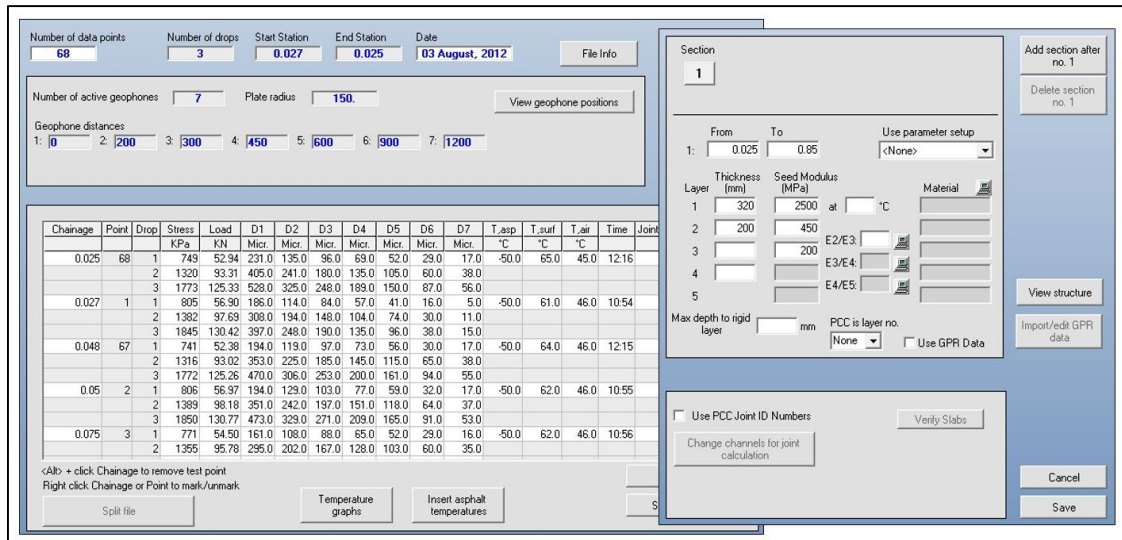 Number of data points Number of drops Start Station End Station Date
68 3 0.027 0.025 03 August, 2012 File Info
Number of active geophones 7 Plate radius 150. View geophone positions
Geophone distances
1: 0 2: 200 3: 300 4: 450 5: 600 6: 900 7: 1200
Chainage Point Drop Stress Load D1 D2 D3 D4 D5 D6 D7 T,asp T,surf T,air Time Joint
KPa KN Micr. Micr. Micr. Micr. Micr. Micr. Micr. °C °C °C
0.025 68 1 749 52.94 231.0 135.0 96.0 69.0 52.0 29.0 17.0 -50.0 65.0 45.0 12:16
2 1320 93.31 405.0 241.0 180.0 135.0 105.0 60.0 38.0
3 1773 125.33 528.0 325.0 248.0 189.0 150.0 87.0 56.0
0.027 1 1 805 56.90 186.0 114.0 84.0 57.0 41.0 16.0 5.0 -50.0 61.0 46.0 10:54
2 1382 97.69 308.0 194.0 148.0 104.0 74.0 30.0 11.0
3 1845 130.42 397.0 248.0 190.0 135.0 96.0 38.0 15.0
0.048 67 1 741 52.38 194.0 119.0 97.0 73.0 56.0 30.0 17.0 -50.0 64.0 46.0 12:15
2 1316 93.02 353.0 225.0 185.0 145.0 115.0 65.0 38.0
3 1772 125.26 470.0 306.0 253.0 200.0 161.0 94.0 55.0
0.05 2 1 806 56.97 194.0 129.0 103.0 77.0 59.0 32.0 17.0 -50.0 62.0 46.0 10:55
2 1389 98.18 351.0 242.0 197.0 151.0 118.0 64.0 37.0
3 1850 130.77 473.0 329.0 271.0 209.0 165.0 91.0 53.0
0.075 3 1 771 54.50 161.0 108.0 88.0 65.0 52.0 29.0 16.0 -50.0 62.0 46.0 10:56
2 1355 95.78 295.0 202.0 167.0 128.0 103.0 60.0 35.0
<Alt> + click Chainage to remove test point
Right click Chainage or Point to mark/unmark
Split file
Temperature
graphs
Insert asphalt
temperatures
S
Section
1
From To Use parameter setup
1: 0.025 0.85 <None>
Thickness Seed Modulus
Layer (mm) (MPa) Material
1 320 2500 at °C
2 200 450
E2/E3:
3 200
E3/E4:
4
E4/E5:
5
Max depth to rigid
layer mm
PCC is layer no.
None Use GPR Data
Use PCC Joint ID Numbers Verify Slabs
Change channels for joint
calculation
Add section after
no. 1
Delete section
no. 1
View structure
Import/edit GPR
data
Cancel
Save